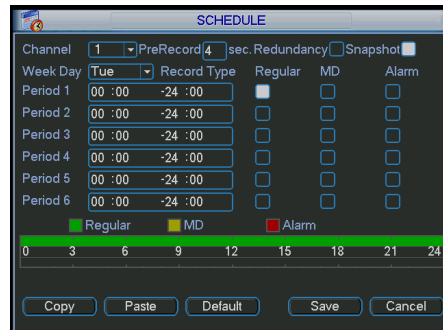 SCHEDULE
Channel 1 PreRecord 4 sec. Redundancy Snapshot
Week Day Tue Record Type Regular MD Alarm
Period 1 00 :00 -24 :00
Period 2 00 :00 -24 :00
Period 3 00 :00 -24 :00
Period 4 00 :00 -24 :00
Period 5 00 :00 -24 :00
Period 6 00 :00 -24 :00
Regular MD Alarm
0 3 6 9 12 15 18 21 24
Copy Paste Default Save Cancel